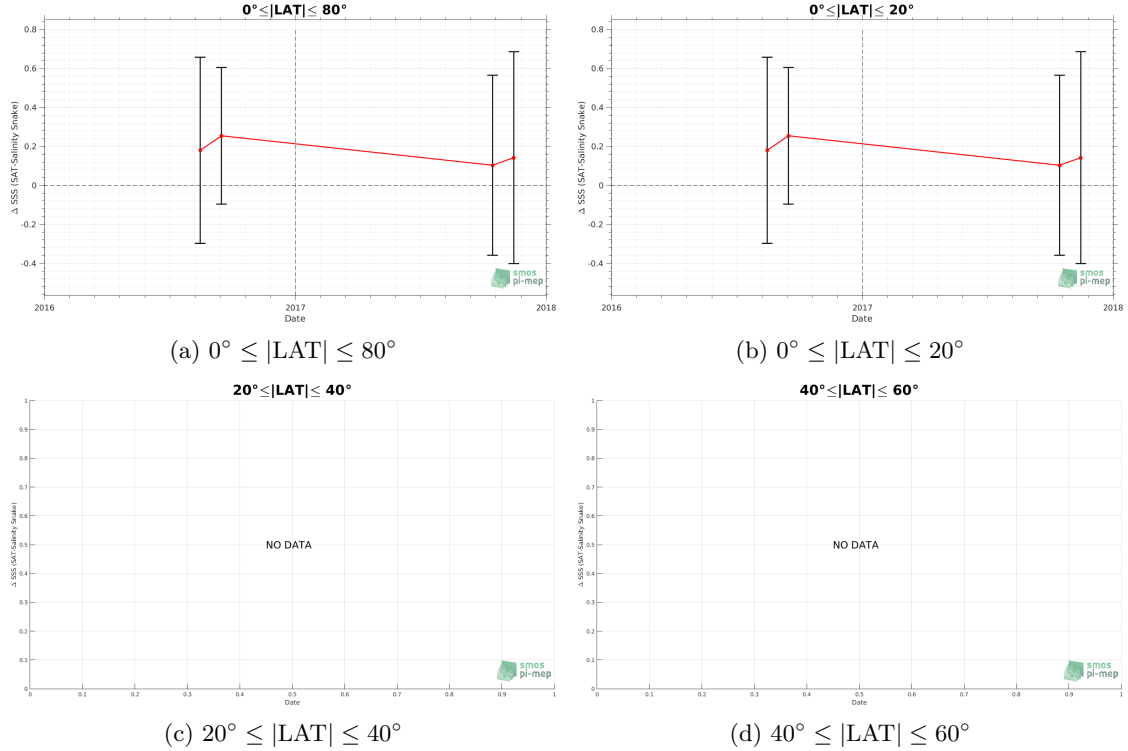 0°≤|LAT|≤ 80°
Δ SSS (SAT-Salinity Snake)
0.8
0.6
0.4
0.2
0
-0.2
-0.4
smos
pi-mep
2016
2017
2018
Date
(a) 0° ≤ |LAT| ≤ 80°
0°≤|LAT|≤ 20°
Δ SSS (SAT-Salinity Snake)
0.8
0.6
0.4
0.2
0
-0.2
-0.4
smos
pi-mep
2016
2017
2018
Date
(b) 0° ≤ |LAT| ≤ 20°
20°≤|LAT|≤ 40°
Δ SSS (SAT-Salinity Snake)
1
0.9
0.8
0.7
0.6
0.5
0.4
0.3
0.2
0.1
0
NO DATA
smos
pi-mep
0 0.1 0.2 0.3 0.4 0.5 0.6 0.7 0.8 0.9 1
Date
(c) 20° ≤ |LAT| ≤ 40°
40°≤|LAT|≤ 60°
Δ SSS (SAT-Salinity Snake)
1
0.9
0.8
0.7
0.6
0.5
0.4
0.3
0.2
0.1
0
NO DATA
smos
pi-mep
0 0.1 0.2 0.3 0.4 0.5 0.6 0.7 0.8 0.9 1
Date
(d) 40° ≤ |LAT| ≤ 60°